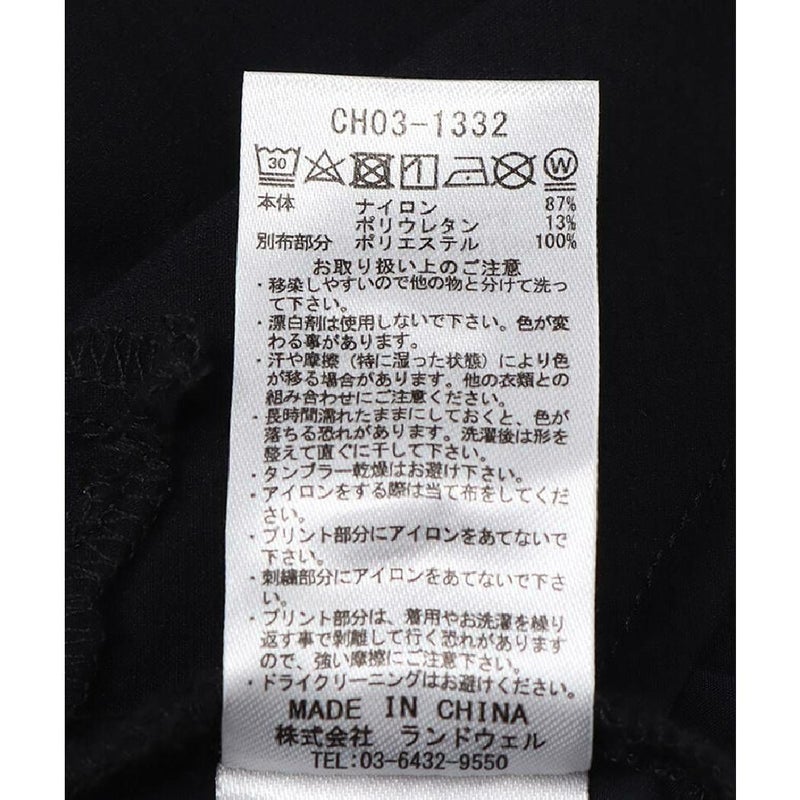 CH03-1332
30 W
本体 ナイロン 87%
ポリウレタン 13%
別布部分 ポリエステル 100%
お取り扱い上のご注意
・移染しやすいので他の物と分けて洗っ
て下さい。
・漂白剤は使用しないで下さい。色が変
わる事があります。
・汗や摩擦（特に湿った状態）により色
が移る場合があります。他の衣類との
組み合わせにご注意ください。
・長時間濡れたままにしておくと、色が
落ちる恐れがあります。洗濯後は形を
整えて直ぐに干して下さい。
・タンブラー乾燥はお避け下さい。
・アイロンをする際は当て布をしてくだ
さい。
・プリント部分にアイロンをあてないで
下さい。
・刺繍部分にアイロンをあてないで下さ
い。
・プリント部分は、着用やお洗濯を繰り
返す事で剥離して行く恐れがあります
ので、強い摩擦にご注意下さい。
・ドライクリーニングはお避けください。
MADE IN CHINA
株式会社 ランドウェル
TEL:03-6432-9550